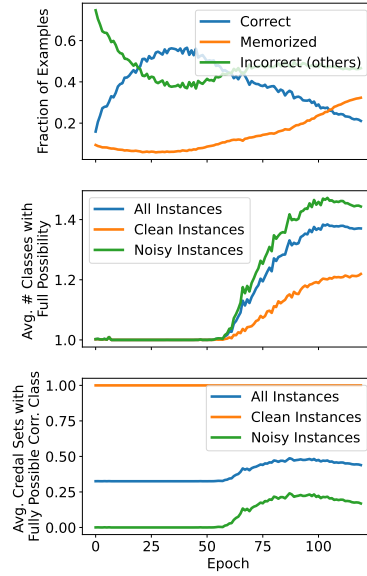 Fraction of Examples
0.6
0.4
0.2
Correct
Memorized
Incorrect (others)
Avg. # Classes with
Full Possibility
1.4
1.2
1.0
All Instances
Clean Instances
Noisy Instances
Avg. Credal Sets with
Fully Possible Corr. Class
1.00
0.75
0.50
0.25
0.00
All Instances
Clean Instances
Noisy Instances
0 25 50 75 100
Epoch